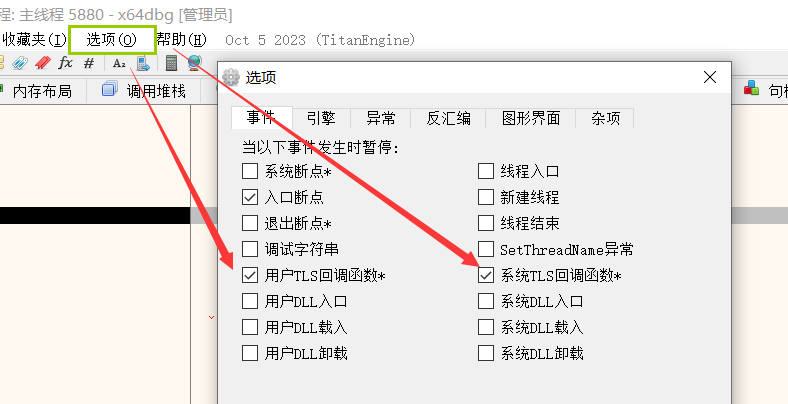 程: 主线程 5880 - x64dbg [管理员]
收藏夹(I) 选项(O) 帮助(H) Oct 5 2023 (TitanEngine)
fx # A₂
内存布局 调用堆栈
选项
事件 引擎 异常 反汇编 图形界面 杂项
当以下事件发生时暂停:
系统断点* 线程入口
入口断点 新建线程
退出断点* 线程结束
调试字符串 SetThreadName异常
用户TLS回调函数* 系统TLS回调函数*
用户DLL入口 系统DLL入口
用户DLL载入 系统DLL载入
用户DLL卸载 系统DLL卸载